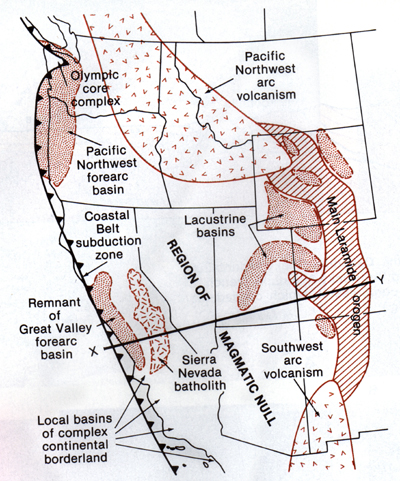 Olympic
core
complex
Pacific
Northwest
arc
volcanism
Pacific
Northwest
forearc
basin
Coastal
Belt
subduction
zone
Lacustrine
basins
Main Laramide
orogen
REGION OF
MAGMATIC NULL
Remnant
of
Great Valley
forearc
basin
X
Y
Sierra
Nevada
batholith
Southwest
arc
volcanism
Local basins
of complex
continental
borderland